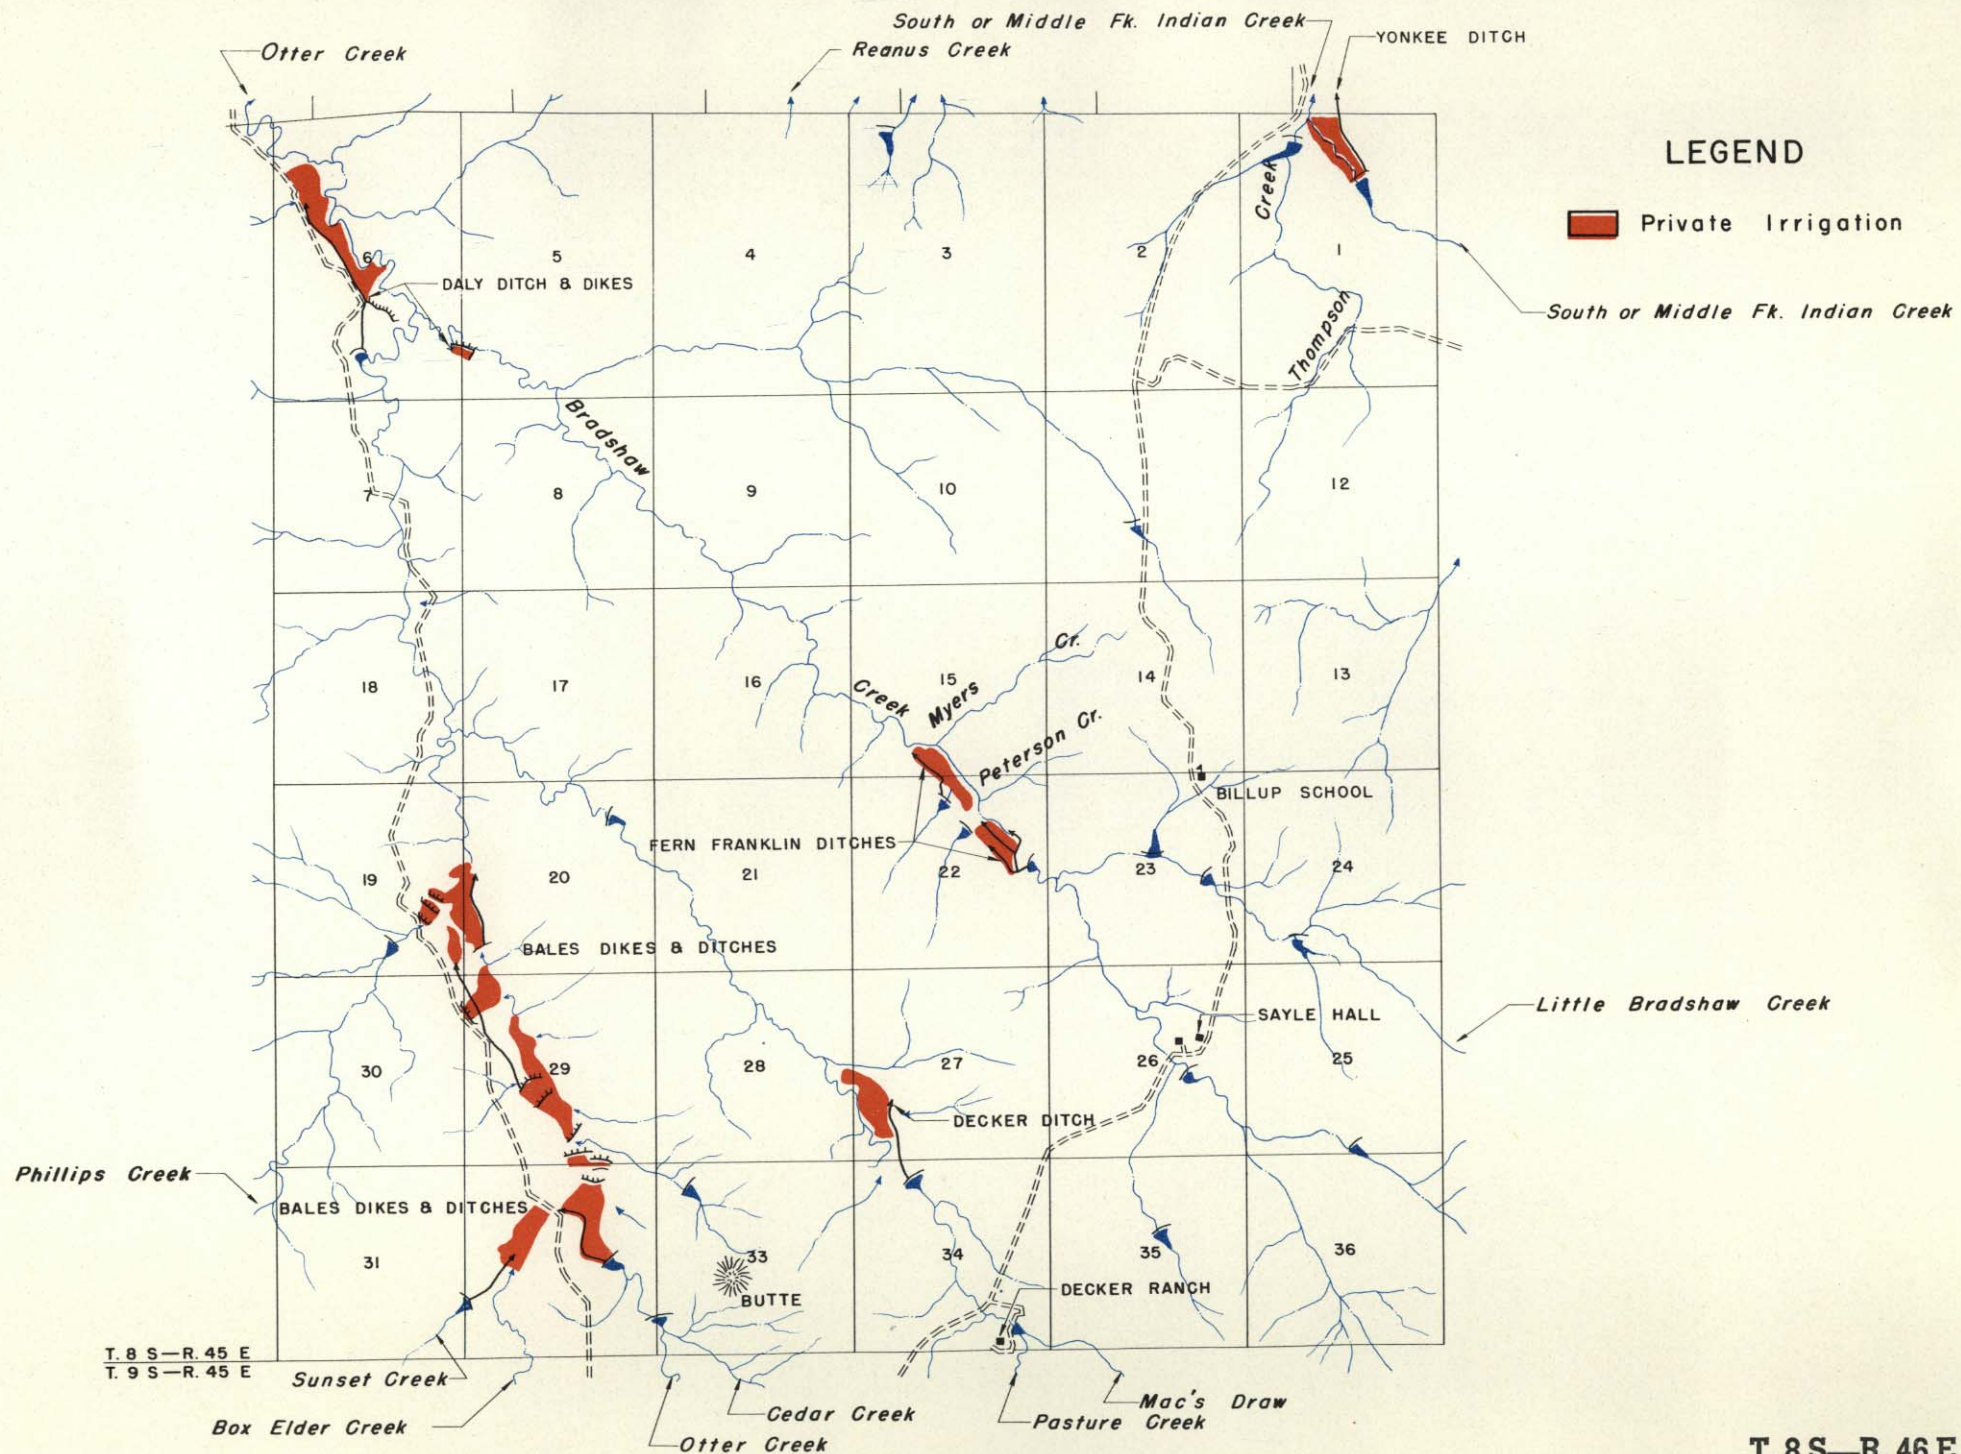 South or Middle Fk. Indian Creek
Otter Creek
Reanus Creek
YONKEE DITCH
LEGEND
Private Irrigation
Creek
6
5
4
3
2
1
DALY DITCH & DIKES
South or Middle Fk. Indian Creek
Thompson
Bradshaw
7
8
9
10
12
Cr.
18
17
16
15
14
13
Creek
Myers
Peterson Cr.
BILLUP SCHOOL
FERN FRANKLIN DITCHES
19
20
21
22
23
24
BALES DIKES & DITCHES
Little Bradshaw Creek
SAYLE HALL
30
29
28
27
26
25
DECKER DITCH
Phillips Creek
BALES DIKES & DITCHES
31
33
34
35
36
BUTTE
DECKER RANCH
T. 8 S—R. 45 E
T. 9 S—R. 45 E
Sunset Creek
Box Elder Creek
Cedar Creek
Otter Creek
Mac's Draw
Pasture Creek
T. 8 S—R. 46 E